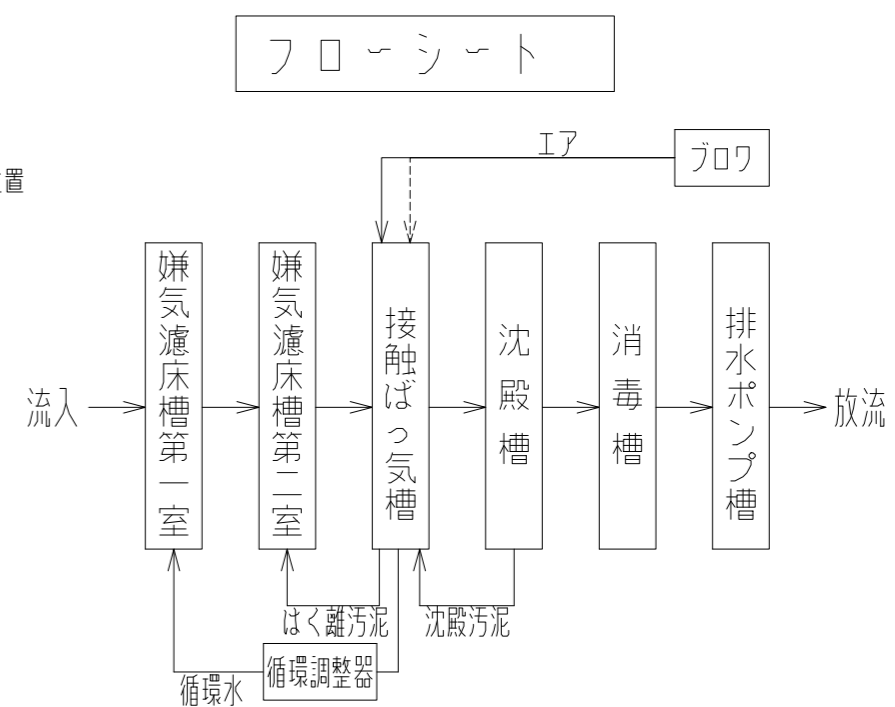 フローシート
エア
ブロワ
置
流入
嫌気濾床槽第一室
嫌気濾床槽第二室
接触ばっ気槽
沈殿槽
消毒槽
排水ポンプ槽
放流
はく離汚泥
沈殿汚泥
循環調整器
循環水